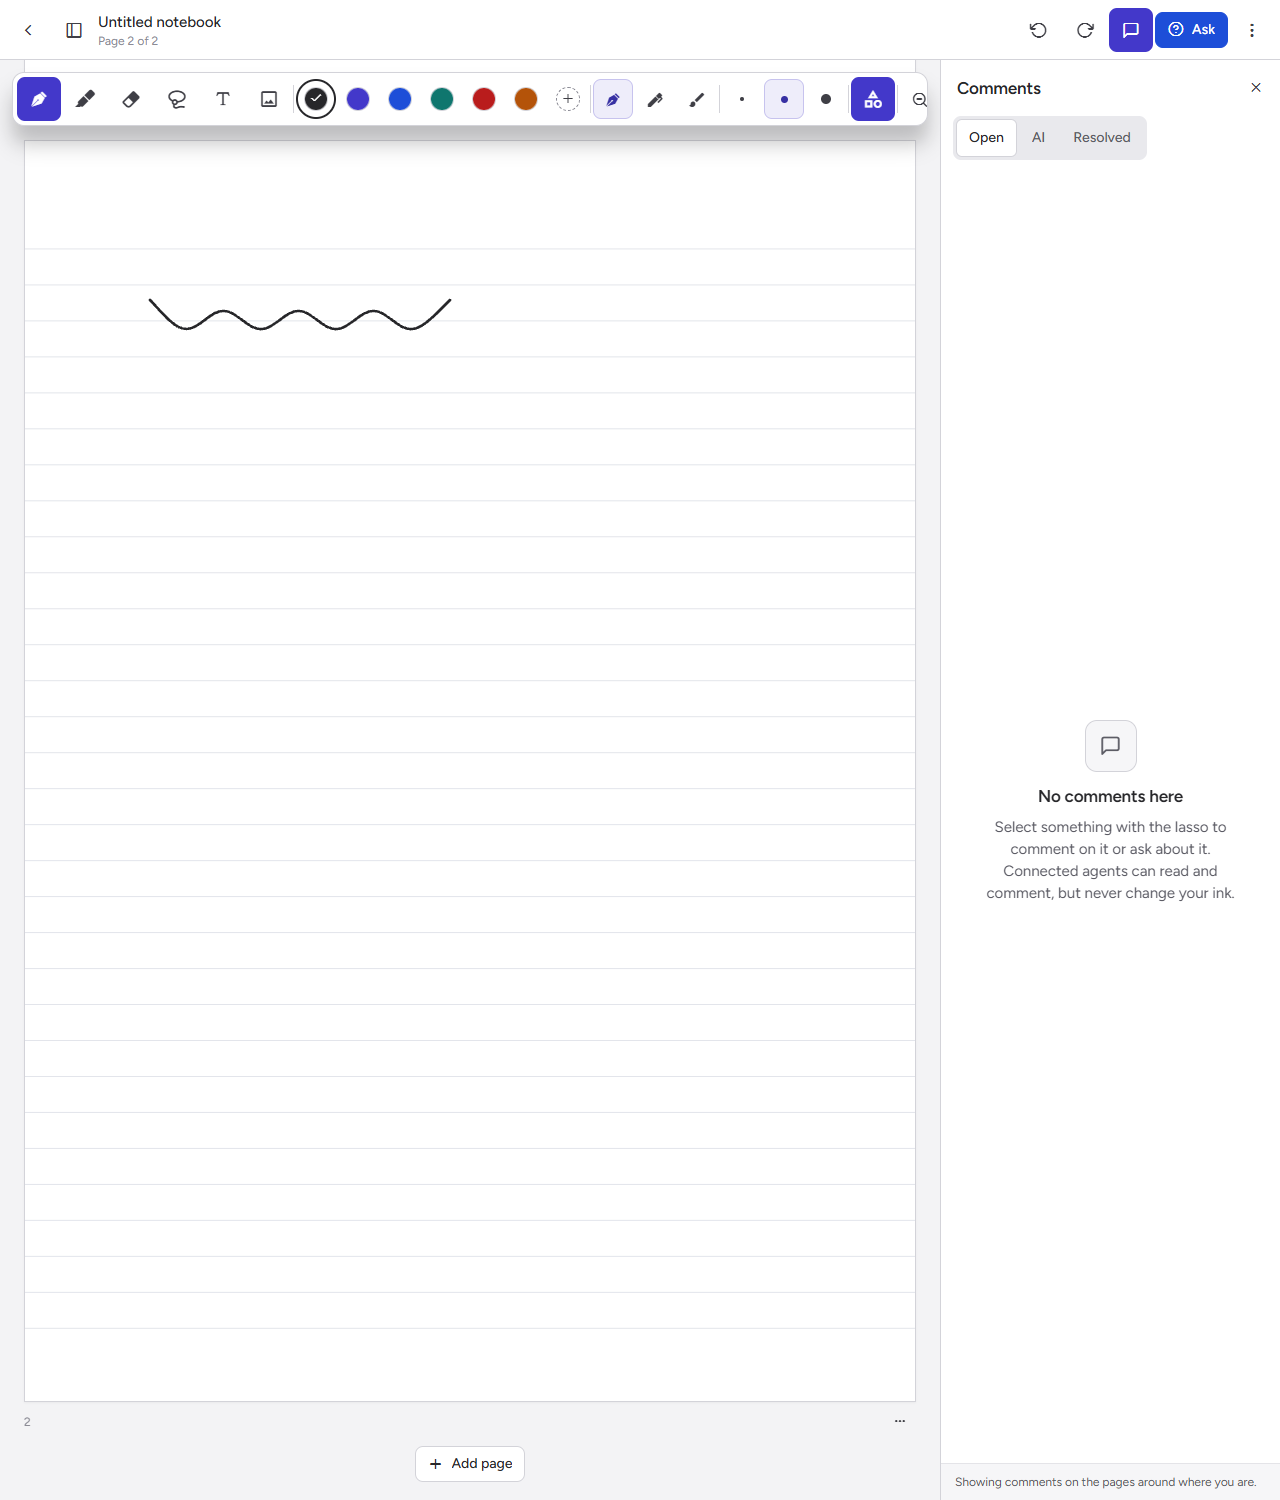 Untitled notebook
Page 2 of 2
Ask
Comments
Open AI Resolved
No comments here
Select something with the lasso to
comment on it or ask about it.
Connected agents can read and
comment, but never change your ink.
2
Add page
Showing comments on the pages around where you are.